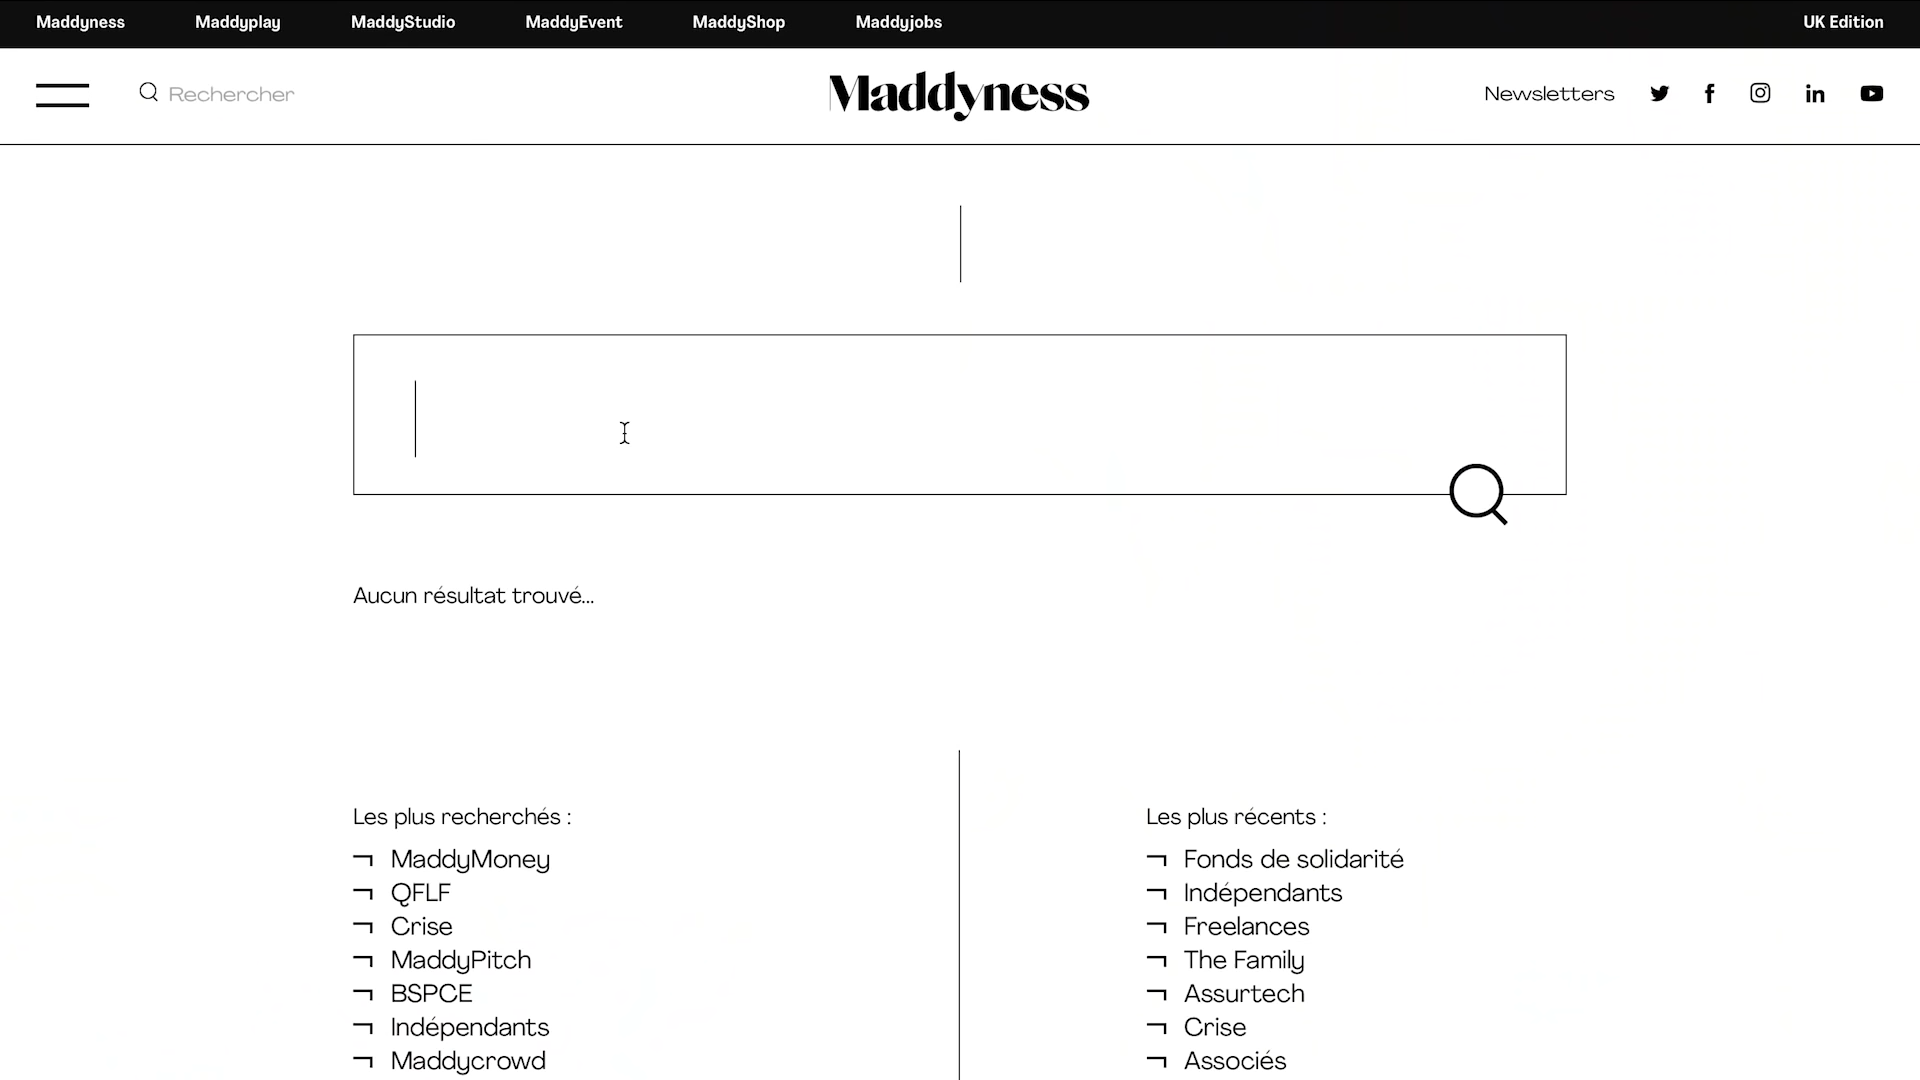 Maddyness Maddyplay MaddyStudio MaddyEvent MaddyShop Maddyjobs UK Edition
Rechercher Maddyness Newsletters
Aucun résultat trouvé...
Les plus recherchés :
MaddyMoney
QFLF
Crise
MaddyPitch
BSPCE
Indépendants
Maddycrowd
Les plus récents :
Fonds de solidarité
Indépendants
Freelances
The Family
Assurtech
Crise
Associés